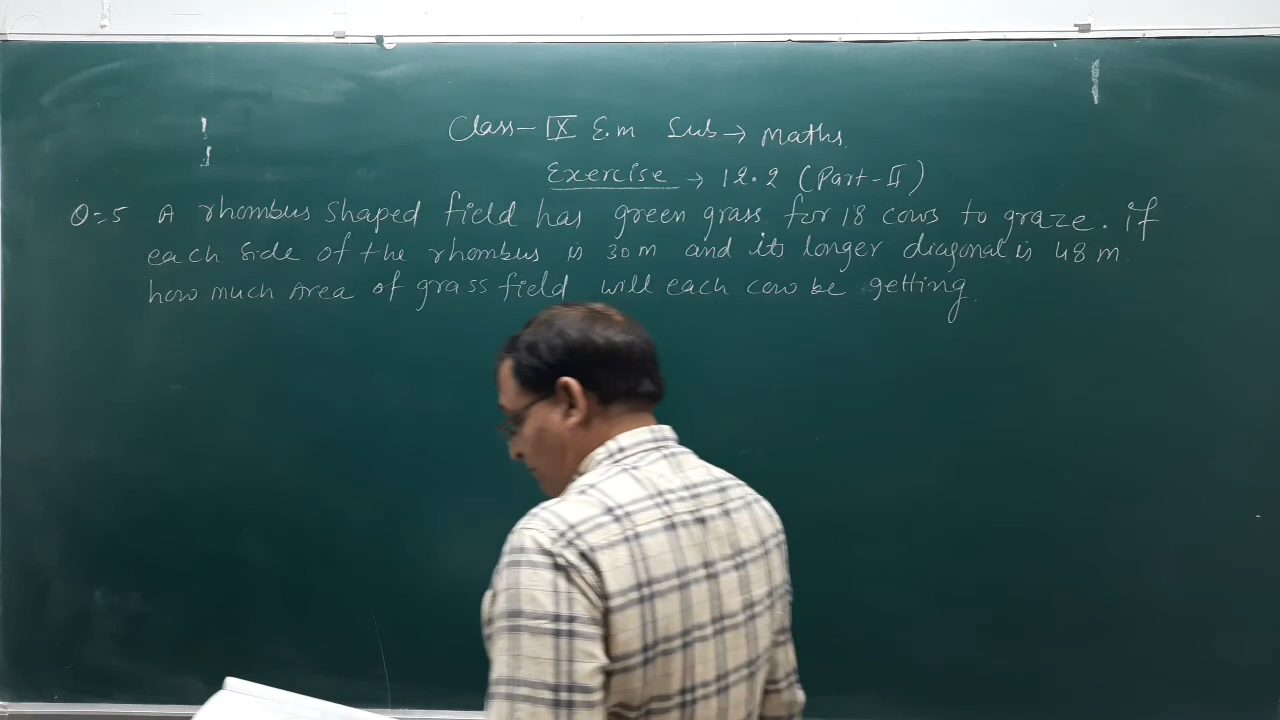 Class- IX E.m Sub → Maths
Exercise → 12.2 (Part-II)
Q=5 A rhombus shaped field has green grass for 18 cows to graze. if
each side of the rhombus is 30 m and its longer diagonal is 48 m.
how much area of grass field will each cow be getting.